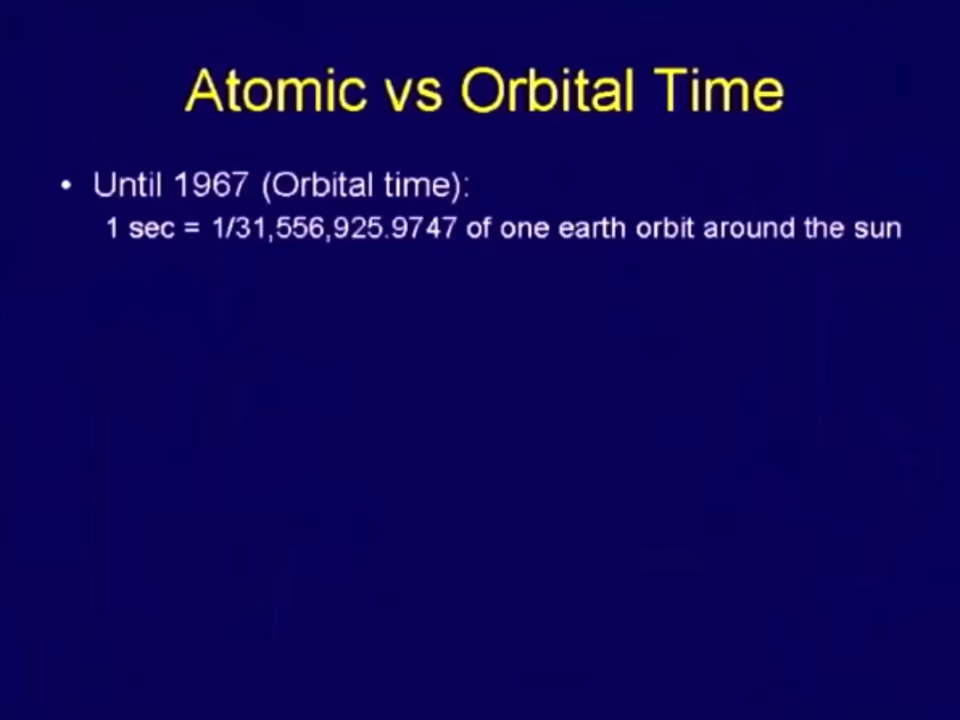 Atomic vs Orbital Time
• Until 1967 (Orbital time):
1 sec = 1/31,556,925.9747 of one earth orbit around the sun